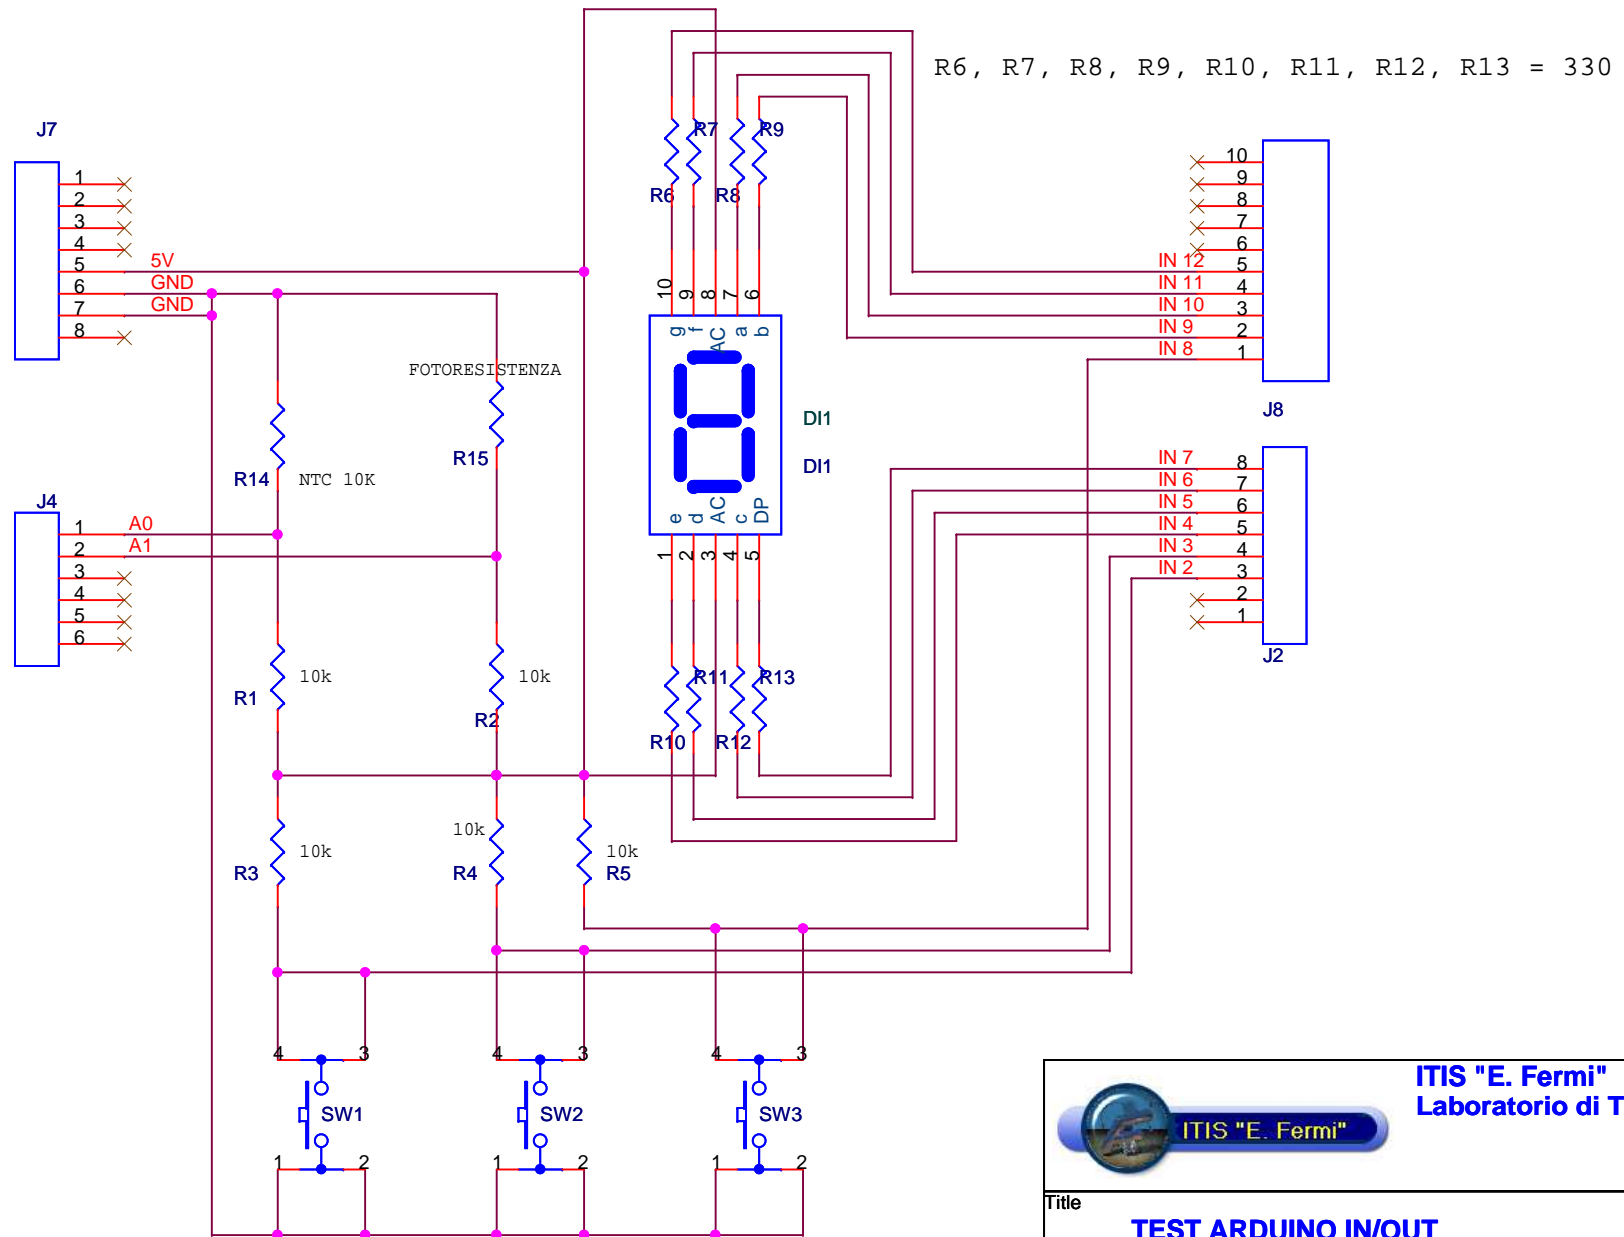 R6, R7, R8, R9, R10, R11, R12, R13 = 330
J7
1
2
3
4
5
6
7
8
5V
GND
GND
FOTORESISTENZA
R14
NTC 10K
R15
J4
1
2
3
4
5
6
A0
A1
R1
10k
R2
10k
R3
10k
R4
10k
R5
10k
R7
R9
R6
R8
10
9
8
7
6
g
f
AC
a
b
DI1
DI1
e
d
AC
c
DP
1
2
3
4
5
R11
R13
R10
R12
10
9
8
7
6
IN 12 5
IN 11 4
IN 10 3
IN 9 2
IN 8 1
J8
IN 7 8
IN 6 7
IN 5 6
IN 4 5
IN 3 4
IN 2 3
2
1
J2
4 3
SW1
1 2
4 3
SW2
1 2
4 3
SW3
1 2
ITIS "E. Fermi"
ITIS "E. Fermi"
Laboratorio di T
Title
TEST ARDUINO IN/OUT